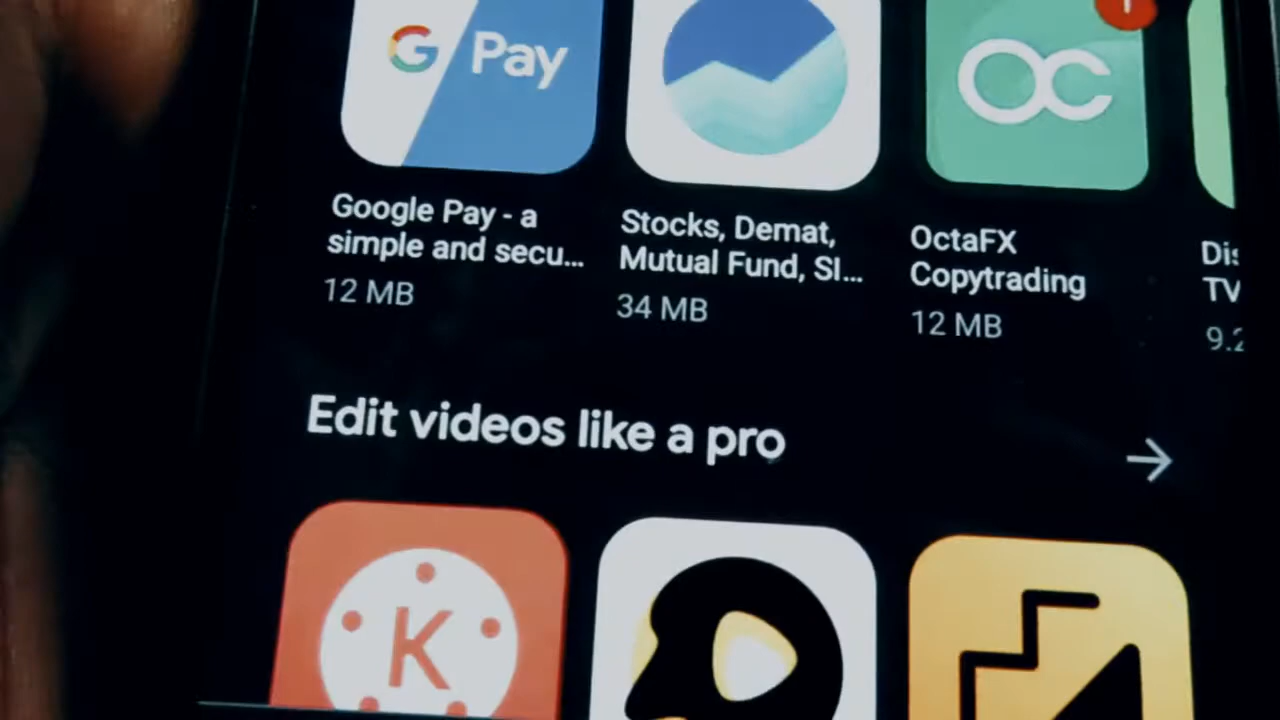 G Pay
OC
Google Pay - a
simple and secu...
12 MB
Stocks, Demat,
Mutual Fund, SI...
34 MB
OctaFX
Copytrading
12 MB
TV
Edit videos like a pro
K